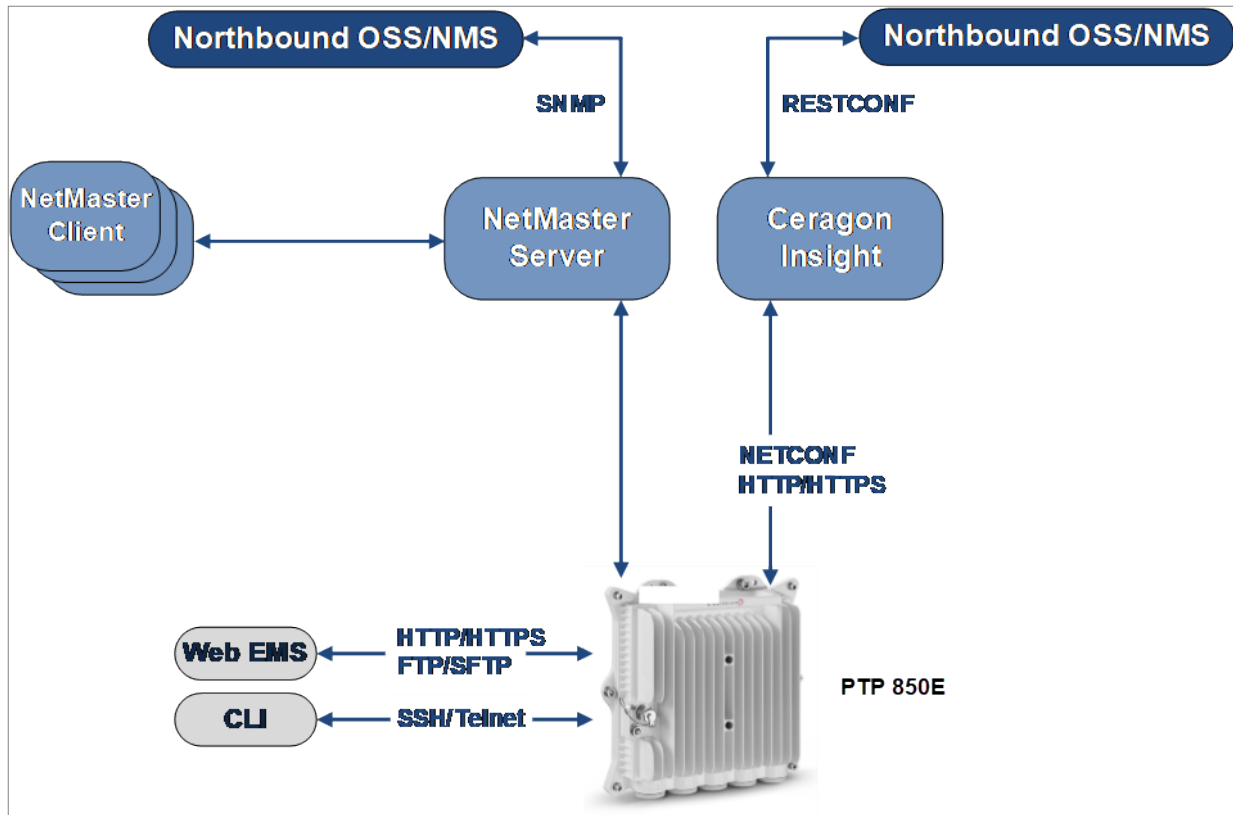 Northbound OSS/NMS
Northbound OSS/NMS
SNMP
RESTCONF
NetMaster
Client
NetMaster
Server
Ceragon
Insight
NETCONF
HTTP/HTTPS
Web EMS
HTTP/HTTPS
FTP/SFTP
PTP 850E
CLI
SSH/Telnet